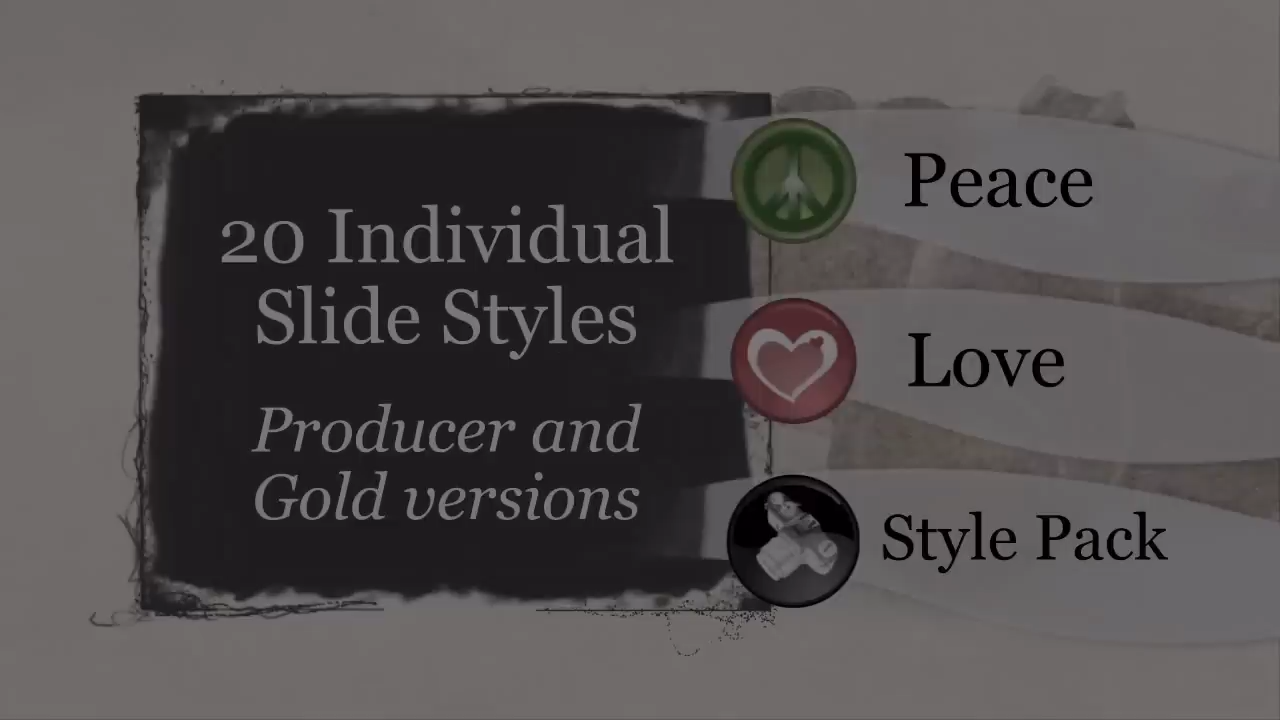 20 Individual
Slide Styles
Producer and
Gold versions
Peace
Love
Style Pack